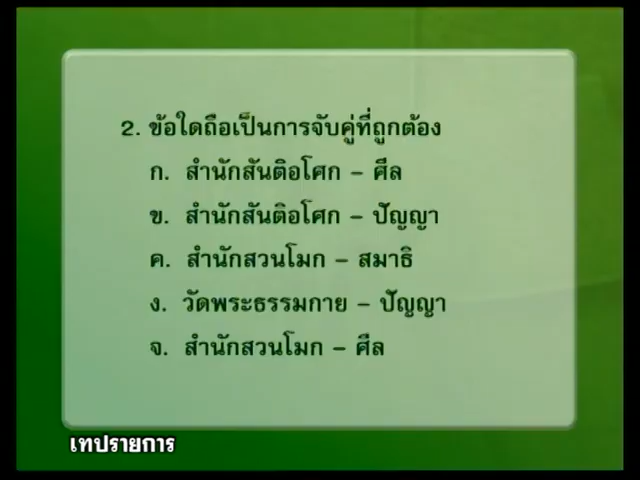 2. ข้อใดถือเป็นการจับคู่ที่ถูกต้อง
ก. สำนักสันติอโศก – ศีล
ข. สำนักสันติอโศก – ปัญญา
ค. สำนักสวนโมก – สมาธิ
ง. วัดพระธรรมกาย – ปัญญา
จ. สำนักสวนโมก – ศีล
เทปรายการ